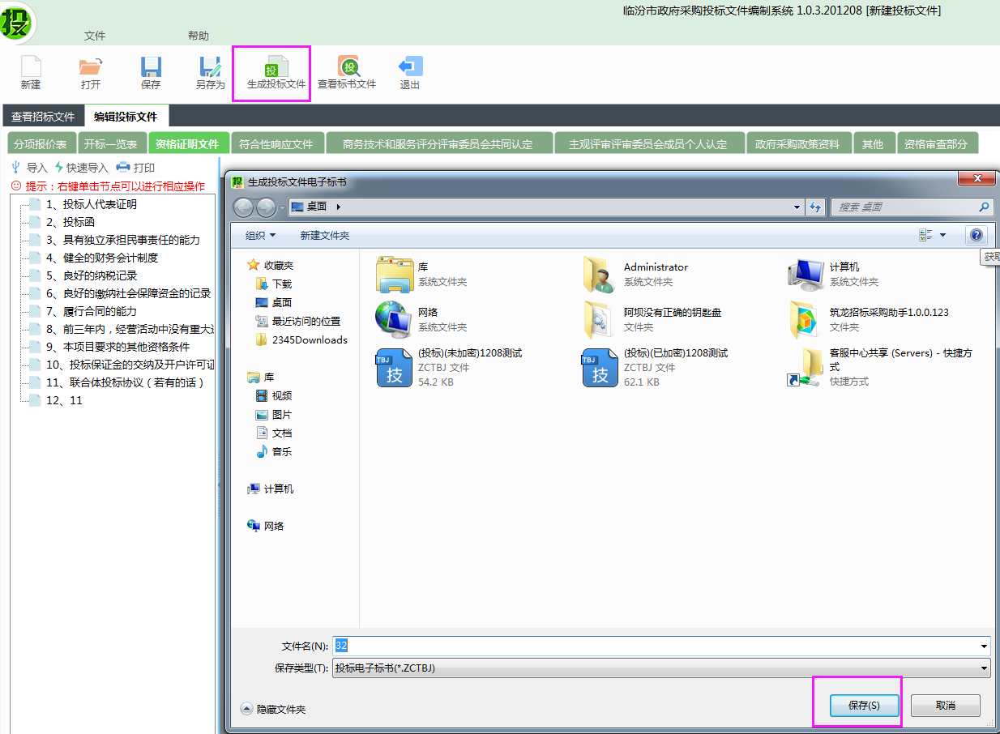 临汾市政府采购投标文件编制系统 1.0.3.201208 [新建投标文件]
投
文件 帮助
新建 打开 保存 另存为 生成投标文件 查看标书文件 退出
查看招标文件 编辑投标文件
分项报价表 开标一览表 资格证明文件 符合性响应文件 商务技术和服务评分评审委员会共同认定 主观评审评审委员会成员个人认定 政府采购政策资料 其他 资格审查部分
导入 快速导入 打印
提示：右键单击节点可以进行相应操作
1、投标人代表证明
2、投标函
3、具有独立承担民事责任的能力
4、健全的财务会计制度
5、良好的纳税记录
6、良好的缴纳社会保障资金的记录
7、履行合同的能力
8、前三年内，经营活动中没有重大
9、本项目要求的其他资格条件
10、投标保证金的交纳及开户许可证
11、联合体投标协议（若有的话）
12、11
生成投标文件电子标书
桌面
搜索 桌面
组织 新建文件夹
获取
收藏夹
下载
桌面
最近访问的位置
2345Downloads
库
视频
图片
文档
音乐
计算机
网络
库
系统文件夹
Administrator
系统文件夹
计算机
系统文件夹
网络
系统文件夹
阿坝没有正确的钥匙盘
文件夹
筑龙招标采购助手1.0.0.123
文件夹
TBJ
技
(投标)(未加密)1208测试
ZCTBJ 文件
54.2 KB
TBJ
技
(投标)(已加密)1208测试
ZCTBJ 文件
62.1 KB
客服中心共享 (Servers) - 快捷方
式
快捷方式
文件名(N): 32
保存类型(T): 投标电子标书(*.ZCTBJ)
隐藏文件夹
保存(S) 取消